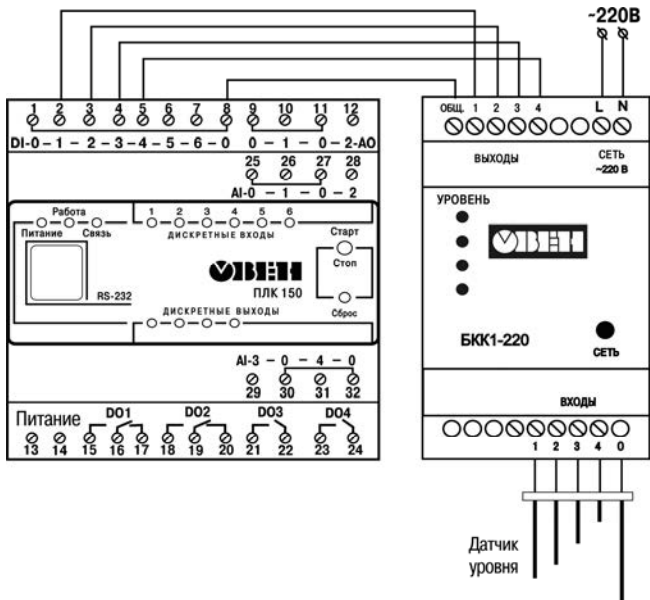 ~220В
1 2 3 4 5 6 7 8 9 10 11 12
DI-0 - 1 - 2 - 3 - 4 - 5 - 6 - 0 0 - 1 - 0 - 2-AO
25 26 27 28
AI-0 - 1 - 0 - 2
Работа
Питание Связь
1 2 3 4 5 6
ДИСКРЕТНЫЕ ВХОДЫ
Старт
Стоп
ОВЕН
ПЛК 150
RS-232
ДИСКРЕТНЫЕ ВЫХОДЫ
Сброс
AI-3 - 0 - 4 - 0
29 30 31 32
Питание DO1 DO2 DO3 DO4
13 14 15 16 17 18 19 20 21 22 23 24
ОБЩ. 1 2 3 4 L N
ВЫХОДЫ
СЕТЬ
~220 В
УРОВЕНЬ
ОВЕН
БКК1-220
СЕТЬ
ВХОДЫ
1 2 3 4 0
Датчик
уровня